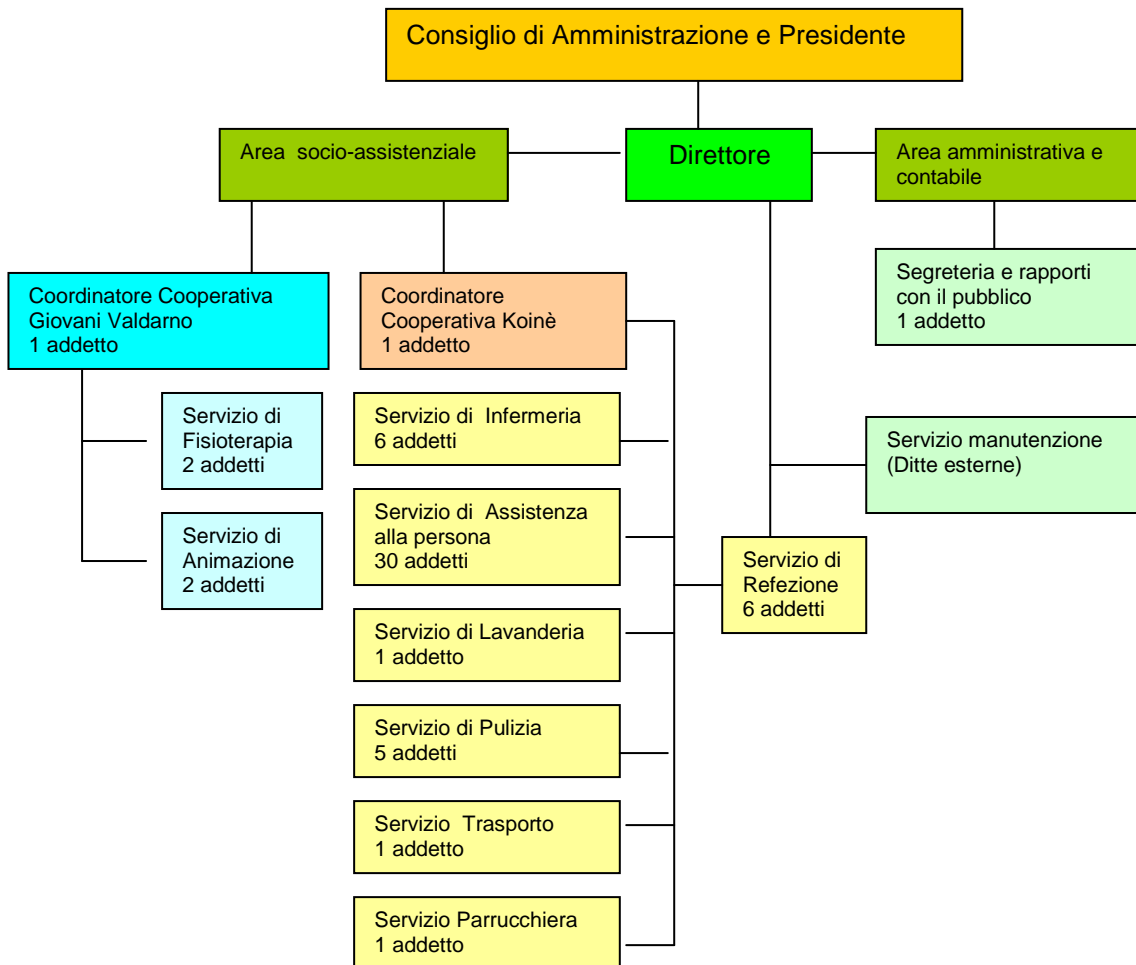 Consiglio di Amministrazione e Presidente
Area socio-assistenziale
Direttore
Area amministrativa e
contabile
Coordinatore Cooperativa
Giovani Valdarno
1 addetto
Coordinatore
Cooperativa Koinè
1 addetto
Segreteria e rapporti
con il pubblico
1 addetto
Servizio di
Fisioterapia
2 addetti
Servizio di Infermeria
6 addetti
Servizio manutenzione
(Ditte esterne)
Servizio di
Animazione
2 addetti
Servizio di Assistenza
alla persona
30 addetti
Servizio di
Refezione
6 addetti
Servizio di Lavanderia
1 addetto
Servizio di Pulizia
5 addetti
Servizio Trasporto
1 addetto
Servizio Parrucchiera
1 addetto